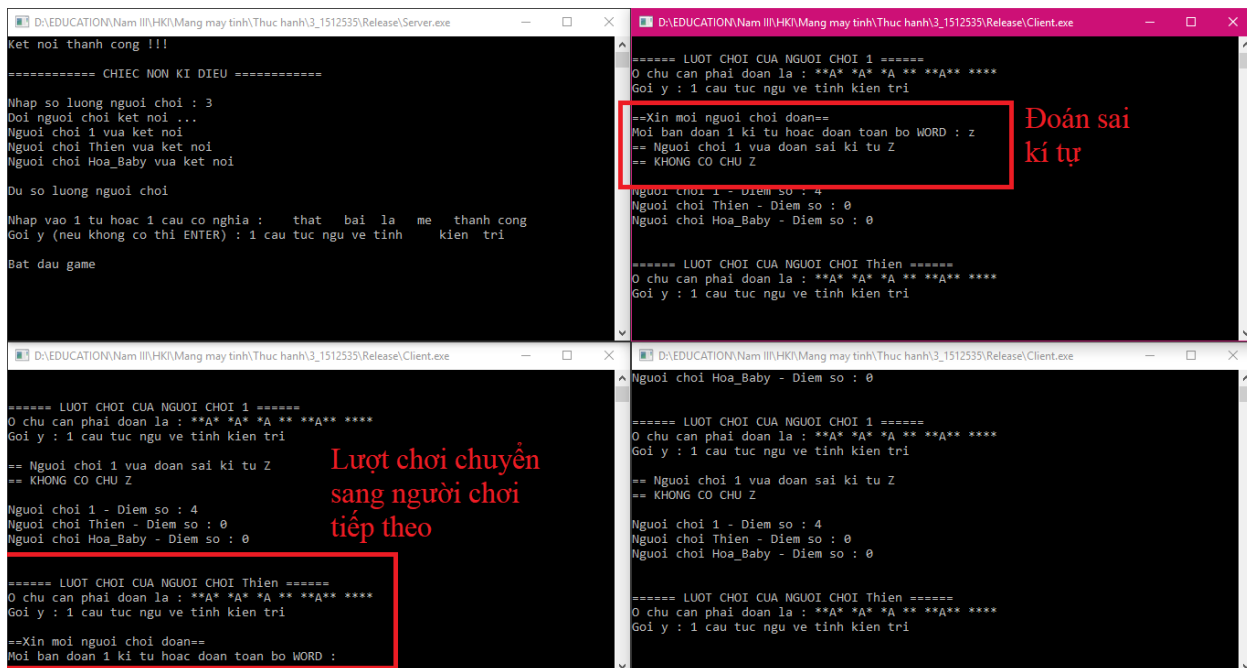 D:\EDUCATION\Nam III\HKI\Mang may tinh\Thuc hanh\3_1512535\Release\Server.exe
Ket noi thanh cong !!!
============ CHIEC NON KI DIEU ============
Nhap so luong nguoi choi : 3
Doi nguoi choi ket noi ...
Nguoi choi 1 vua ket noi
Nguoi choi Thien vua ket noi
Nguoi choi Hoa_Baby vua ket noi
Du so luong nguoi choi
Nhap vao 1 tu hoac 1 cau co nghia :    that   bai  la   me   thanh cong
Goi y (neu khong co thi ENTER) : 1 cau tuc ngu ve tinh     kien  tri
Bat dau game
D:\EDUCATION\Nam III\HKI\Mang may tinh\Thuc hanh\3_1512535\Release\Client.exe
====== LUOT CHOI CUA NGUOI CHOI 1 ======
O chu can phai doan la : **A* *A* *A ** **A** ****
Goi y : 1 cau tuc ngu ve tinh kien tri
==Xin moi nguoi choi doan==
Moi ban doan 1 ki tu hoac doan toan bo WORD : z
== Nguoi choi 1 vua doan sai ki tu Z
== KHONG CO CHU Z
Đoán sai
kí tự
Nguoi choi 1 - Diem so : 4
Nguoi choi Thien - Diem so : 0
Nguoi choi Hoa_Baby - Diem so : 0
====== LUOT CHOI CUA NGUOI CHOI Thien ======
O chu can phai doan la : **A* *A* *A ** **A** ****
Goi y : 1 cau tuc ngu ve tinh kien tri
D:\EDUCATION\Nam III\HKI\Mang may tinh\Thuc hanh\3_1512535\Release\Client.exe
====== LUOT CHOI CUA NGUOI CHOI 1 ======
O chu can phai doan la : **A* *A* *A ** **A** ****
Goi y : 1 cau tuc ngu ve tinh kien tri
== Nguoi choi 1 vua doan sai ki tu Z
== KHONG CO CHU Z
Nguoi choi 1 - Diem so : 4
Nguoi choi Thien - Diem so : 0
Nguoi choi Hoa_Baby - Diem so : 0
Lượt chơi chuyển
sang người chơi
tiếp theo
====== LUOT CHOI CUA NGUOI CHOI Thien ======
O chu can phai doan la : **A* *A* *A ** **A** ****
Goi y : 1 cau tuc ngu ve tinh kien tri
==Xin moi nguoi choi doan==
Moi ban doan 1 ki tu hoac doan toan bo WORD :
D:\EDUCATION\Nam III\HKI\Mang may tinh\Thuc hanh\3_1512535\Release\Client.exe
Nguoi choi Hoa_Baby - Diem so : 0
====== LUOT CHOI CUA NGUOI CHOI 1 ======
O chu can phai doan la : **A* *A* *A ** **A** ****
Goi y : 1 cau tuc ngu ve tinh kien tri
== Nguoi choi 1 vua doan sai ki tu Z
== KHONG CO CHU Z
Nguoi choi 1 - Diem so : 4
Nguoi choi Thien - Diem so : 0
Nguoi choi Hoa_Baby - Diem so : 0
====== LUOT CHOI CUA NGUOI CHOI Thien ======
O chu can phai doan la : **A* *A* *A ** **A** ****
Goi y : 1 cau tuc ngu ve tinh kien tri